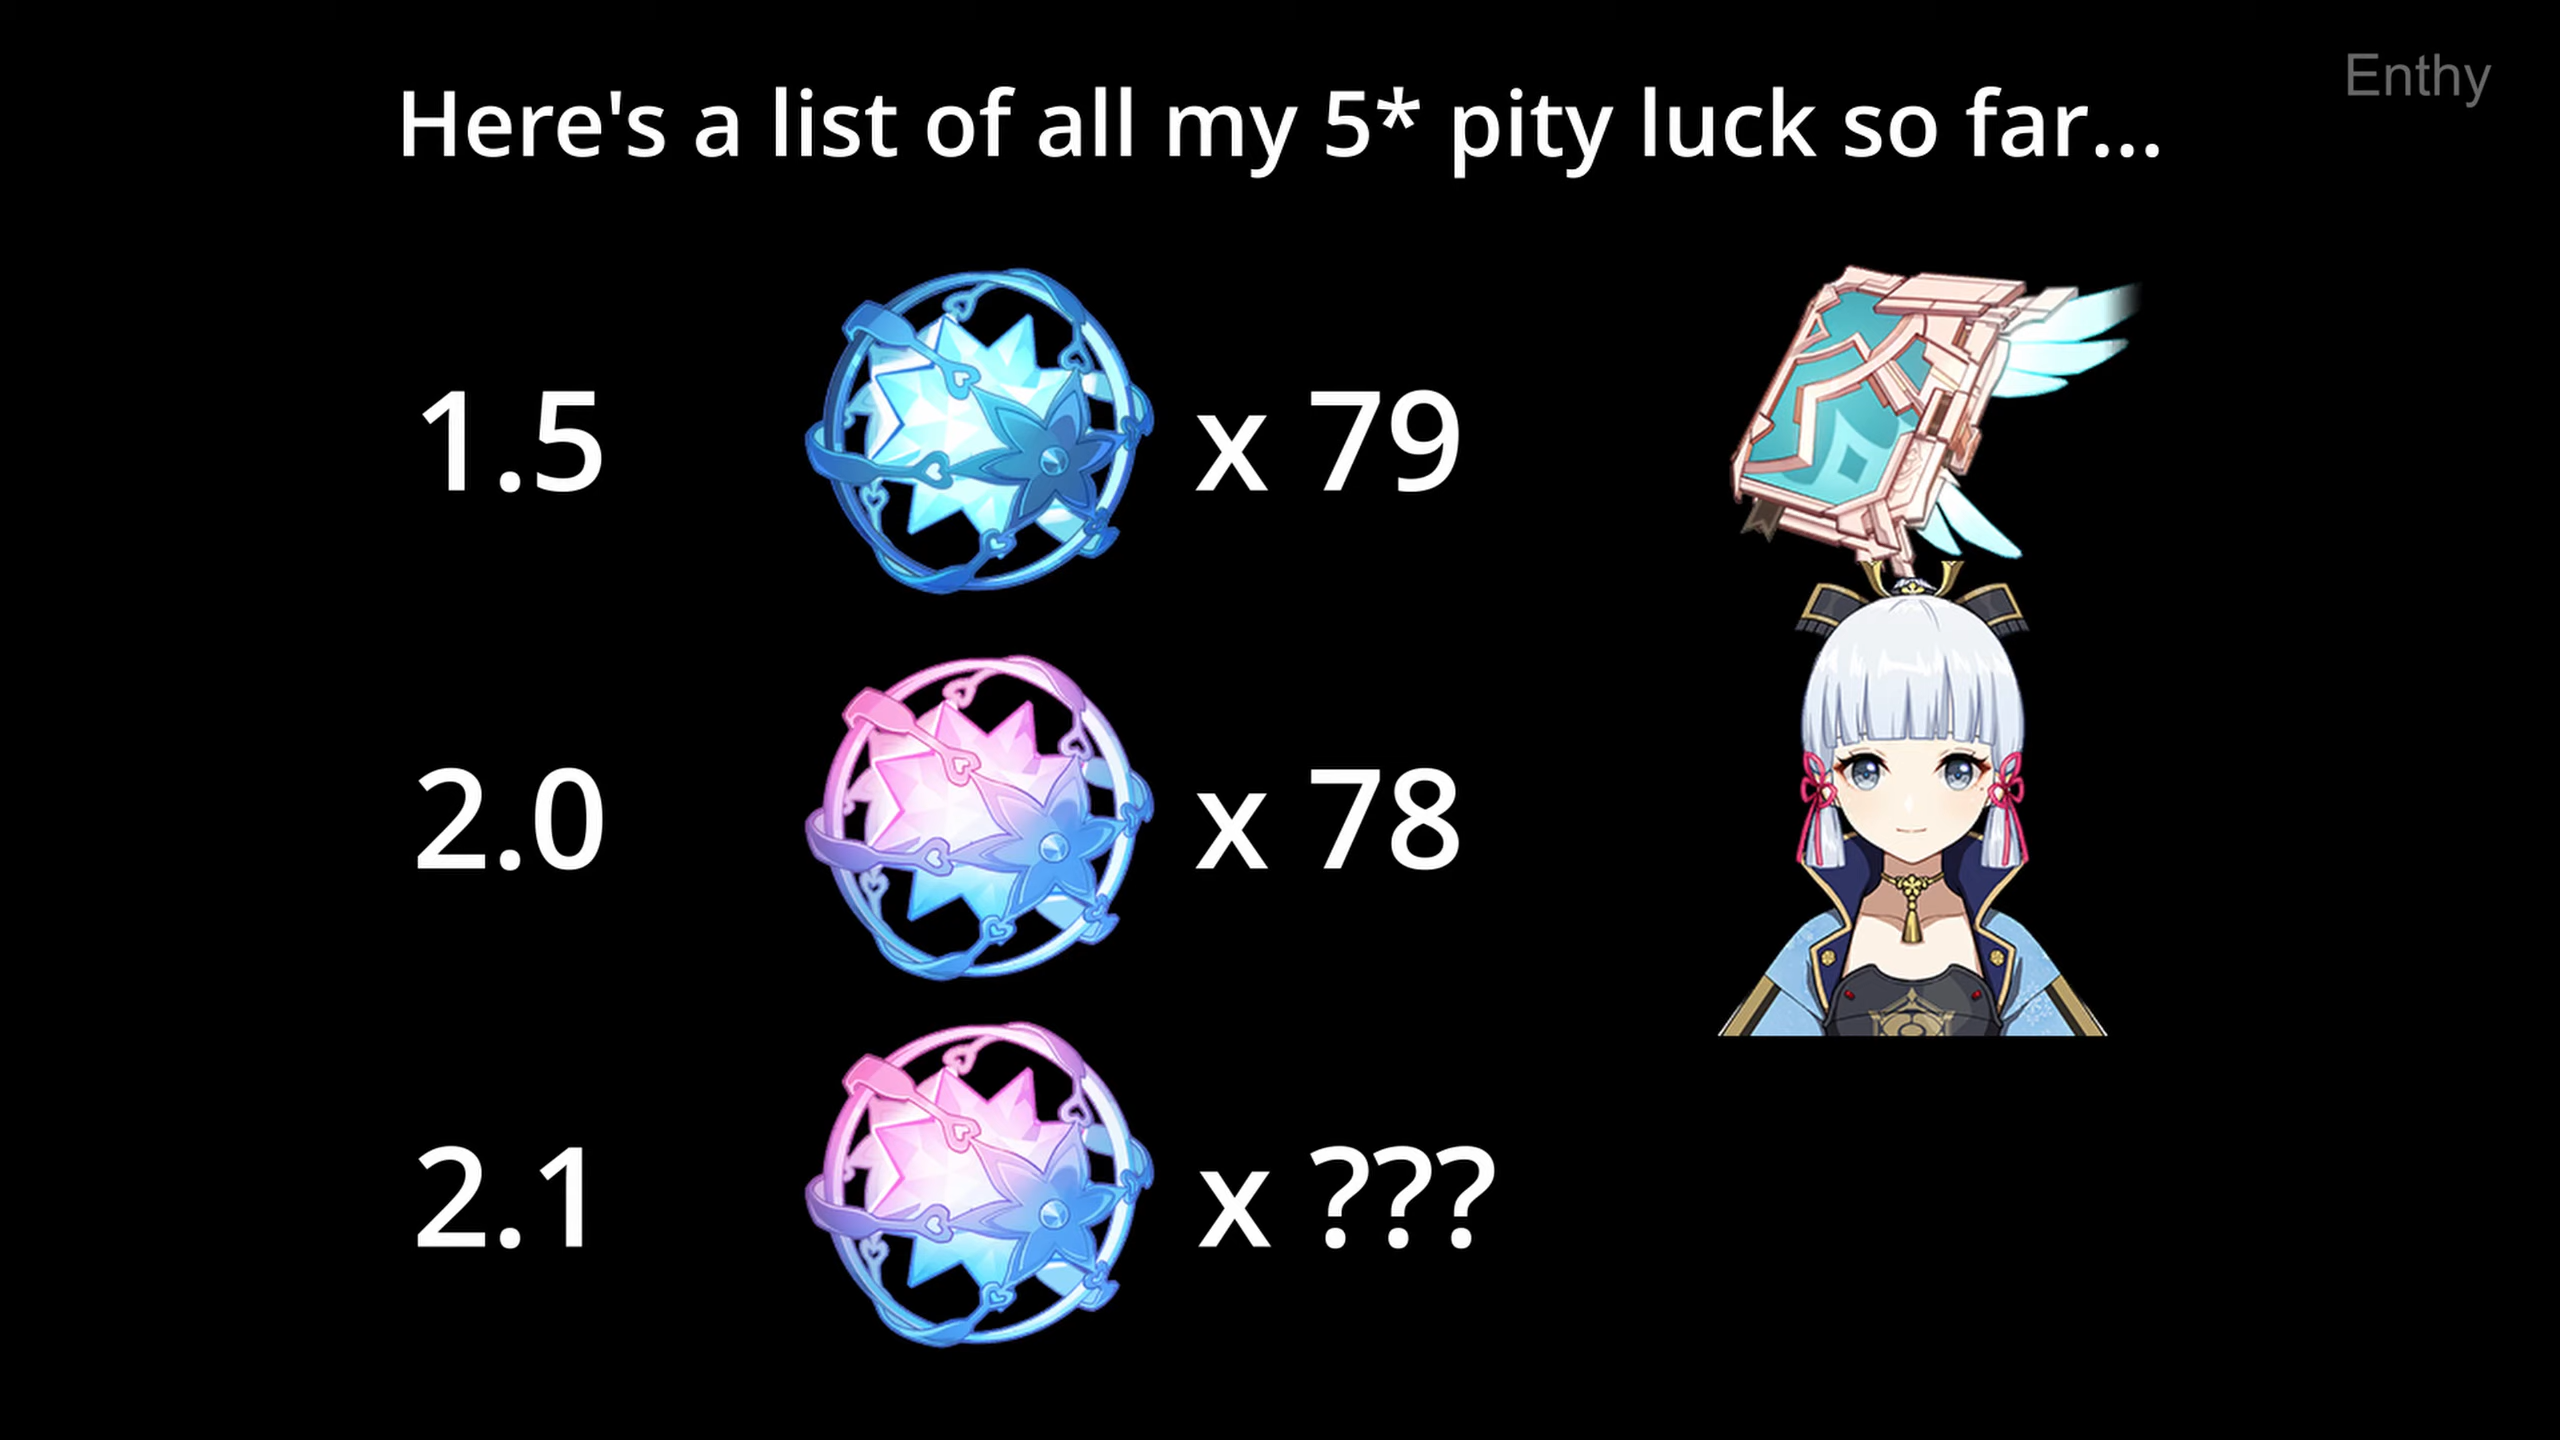 Enthy
Here's a list of all my 5* pity luck so far...
1.5 x 79
2.0 x 78
2.1 x ???